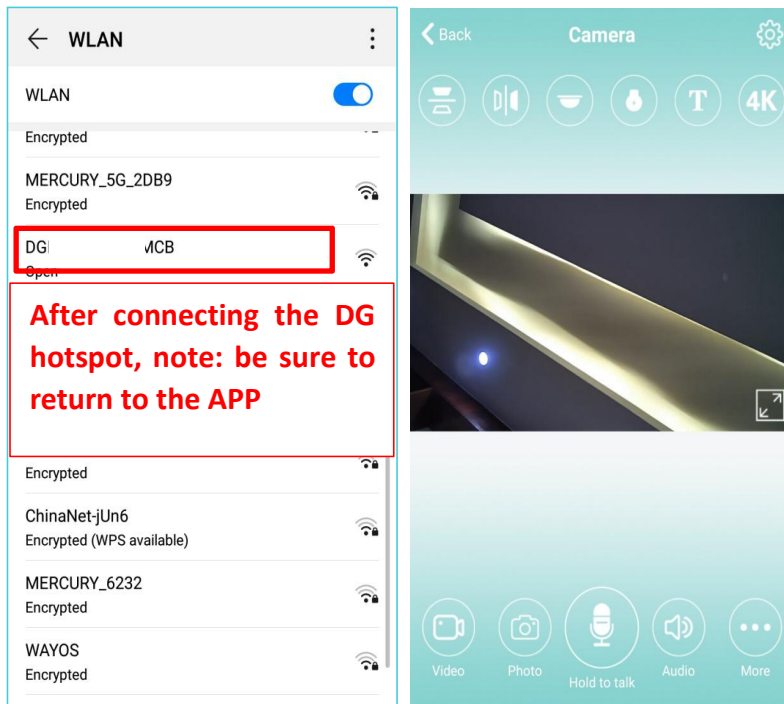 WLAN
WLAN
Encrypted
MERCURY_5G_2DB9
Encrypted
DG MCB
Open
After connecting the DG
hotspot, note: be sure to
return to the APP
Encrypted
ChinaNet-jUn6
Encrypted (WPS available)
MERCURY_6232
Encrypted
WAYOS
Encrypted
Back
Camera
T
4K
Video
Photo
Hold to talk
Audio
More